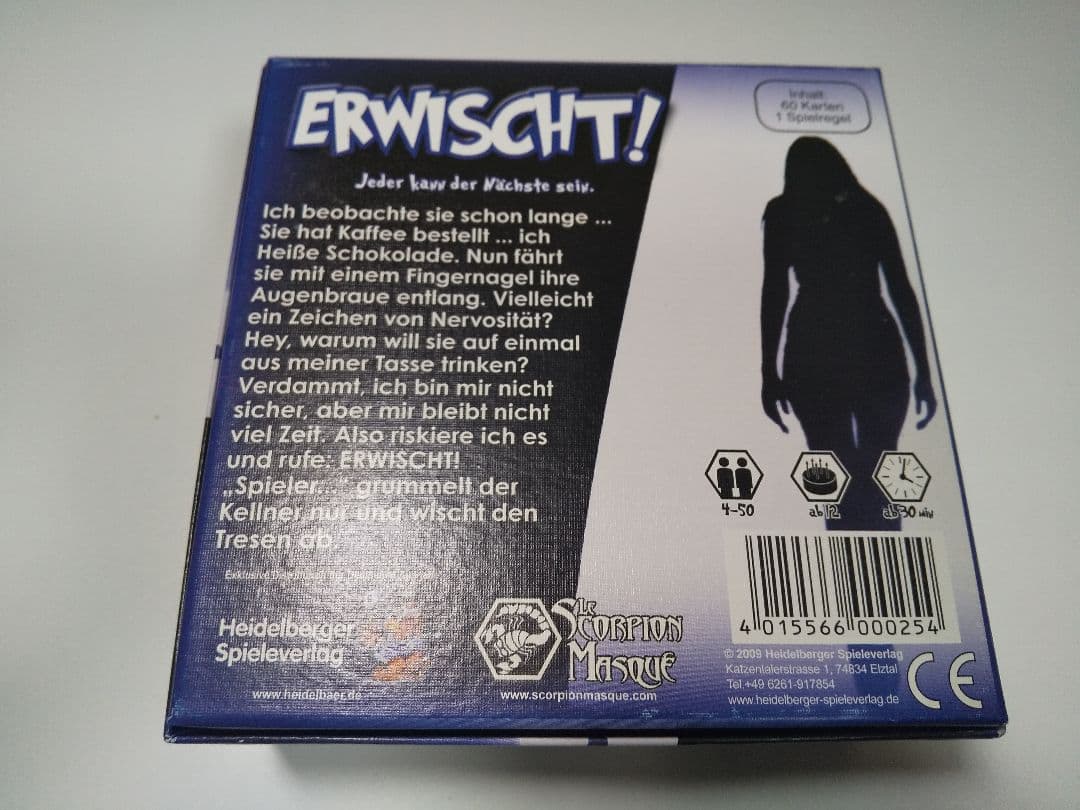 ERWISCHT!
Jeder kann der Nächste sein.
Inhalt:
60 Karten
1 Spielregel
Ich beobachte sie schon lange ...
Sie hat Kaffee bestellt ... ich
Heiße Schokolade. Nun fährt
sie mit einem Fingernagel ihre
Augenbraue entlang. Vielleicht
ein Zeichen von Nervosität?
Hey, warum will sie auf einmal
aus meiner Tasse trinken?
Verdammt, ich bin mir nicht
sicher, aber mir bleibt nicht
viel Zeit. Also riskiere ich es
und rufe: ERWISCHT!
„Spieler...“ grummelt der
Kellner nur und wischt den
Tresen ab.
4-50
ab 12
ab 30 min
Heidelberger
Spieleverlag
www.heidelbaer.de
Le
Scorpion
Masqué
www.scorpionmasque.com
4 015566 000254
© 2009 Heidelberger Spieleverlag
Katzentalerstrasse 1, 74834 Elztal
Tel.+49 6261-917854
www.heidelberger-spieleverlag.de
CE